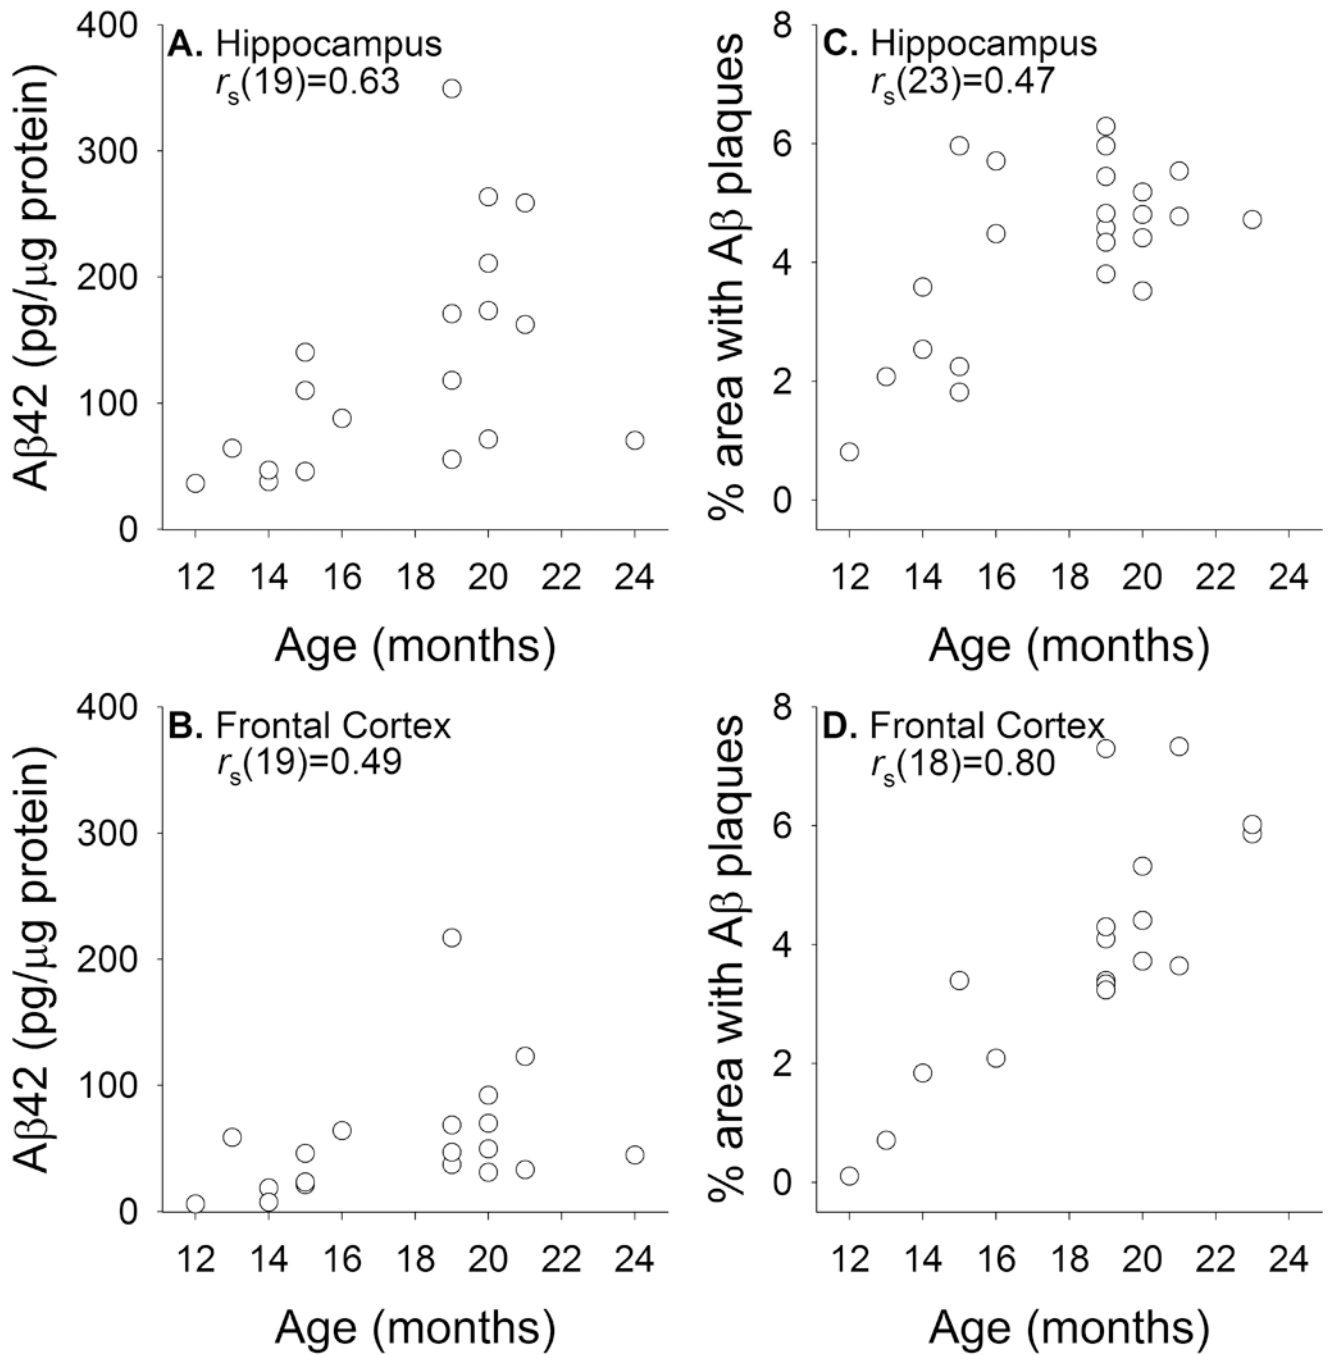 A. Hippocampus
rs(19)=0.63
Aβ42 (pg/μg protein)
400
300
200
100
0
12 14 16 18 20 22 24
Age (months)
C. Hippocampus
rs(23)=0.47
% area with Aβ plaques
8
6
4
2
0
12 14 16 18 20 22 24
Age (months)
B. Frontal Cortex
rs(19)=0.49
Aβ42 (pg/μg protein)
400
300
200
100
0
12 14 16 18 20 22 24
Age (months)
D. Frontal Cortex
rs(18)=0.80
% area with Aβ plaques
8
6
4
2
0
12 14 16 18 20 22 24
Age (months)